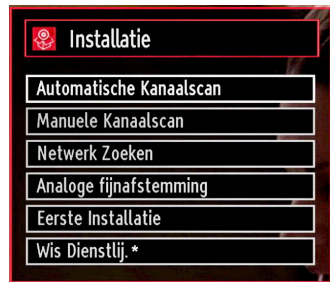 Installatie
Automatische Kanaalscan
Manuele Kanaalscan
Netwerk Zoeken
Analoge fijnafstemming
Eerste Installatie
Wis Dienstlij. *